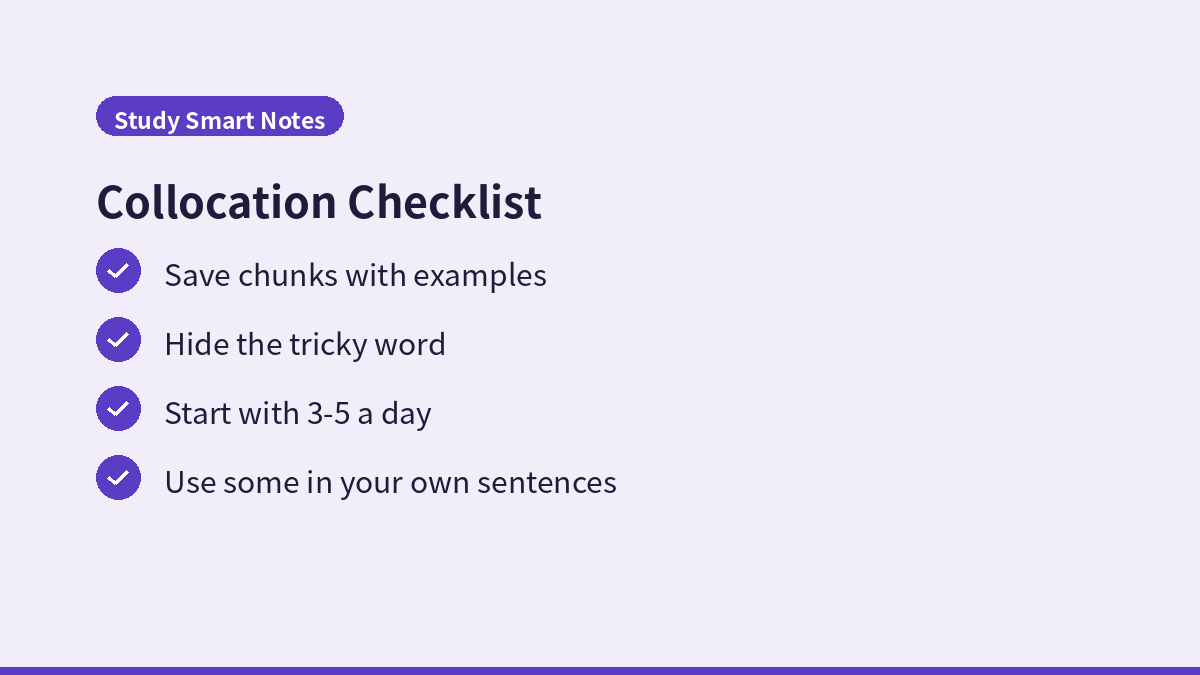 Study Smart Notes
Collocation Checklist
Save chunks with examples
Hide the tricky word
Start with 3-5 a day
Use some in your own sentences